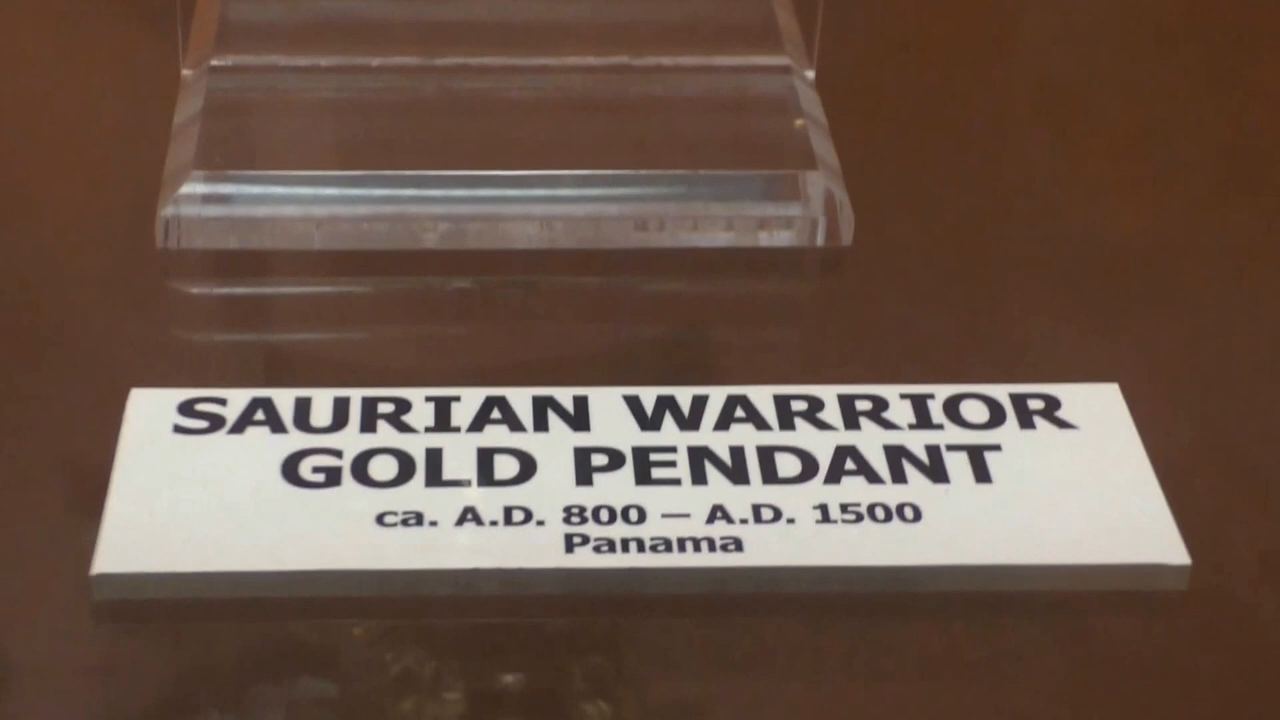 SAURIAN WARRIOR
GOLD PENDANT
ca. A.D. 800 – A.D. 1500
Panama